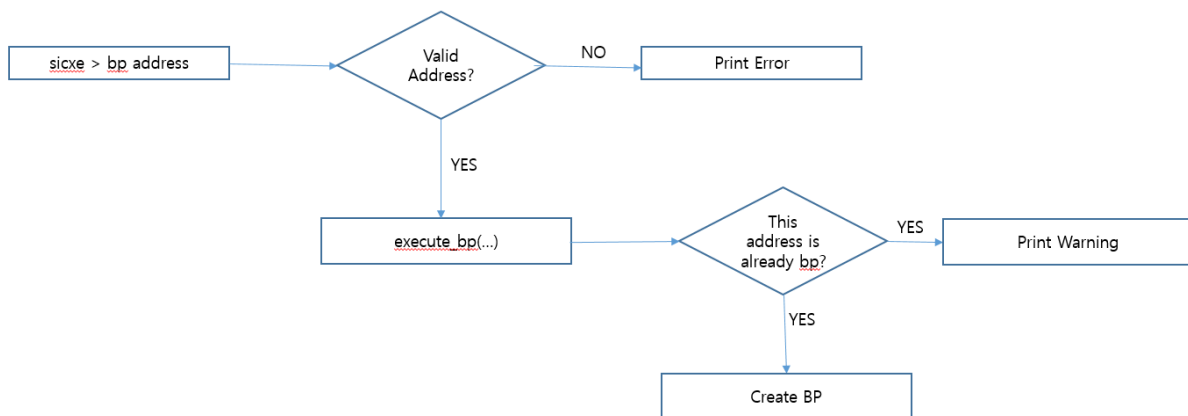 sicxe > bp address
Valid
Address?
NO
Print Error
YES
execute_bp(...)
This
address is
already bp?
YES
Print Warning
YES
Create BP